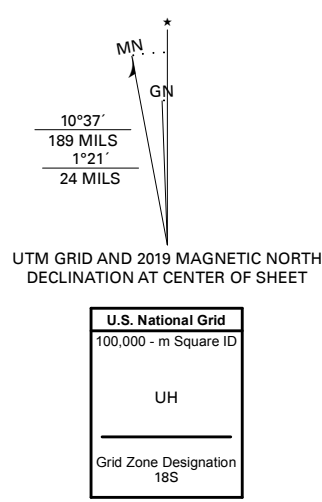 ★
MN
GN
10°37´
189 MILS
1°21´
24 MILS
UTM GRID AND 2019 MAGNETIC NORTH
DECLINATION AT CENTER OF SHEET
U.S. National Grid
100,000 - m Square ID
UH
Grid Zone Designation
18S